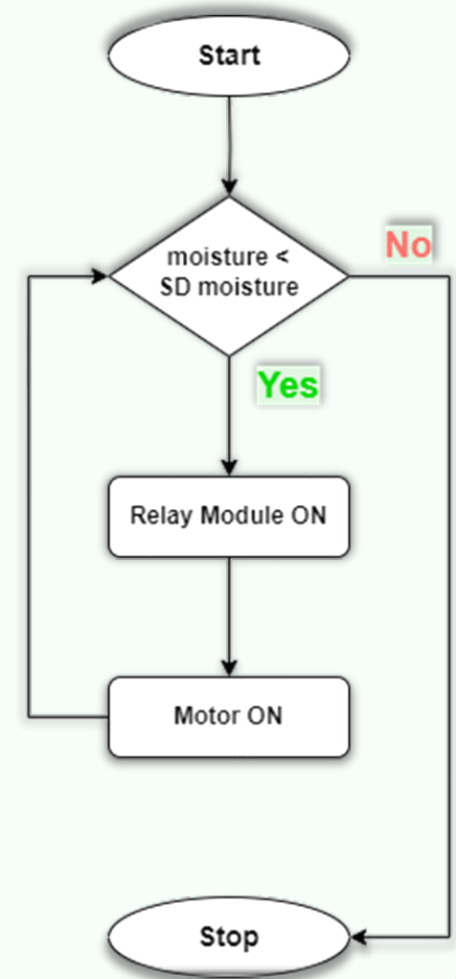 Start
moisture <
SD moisture
No
Yes
Relay Module ON
Motor ON
Stop